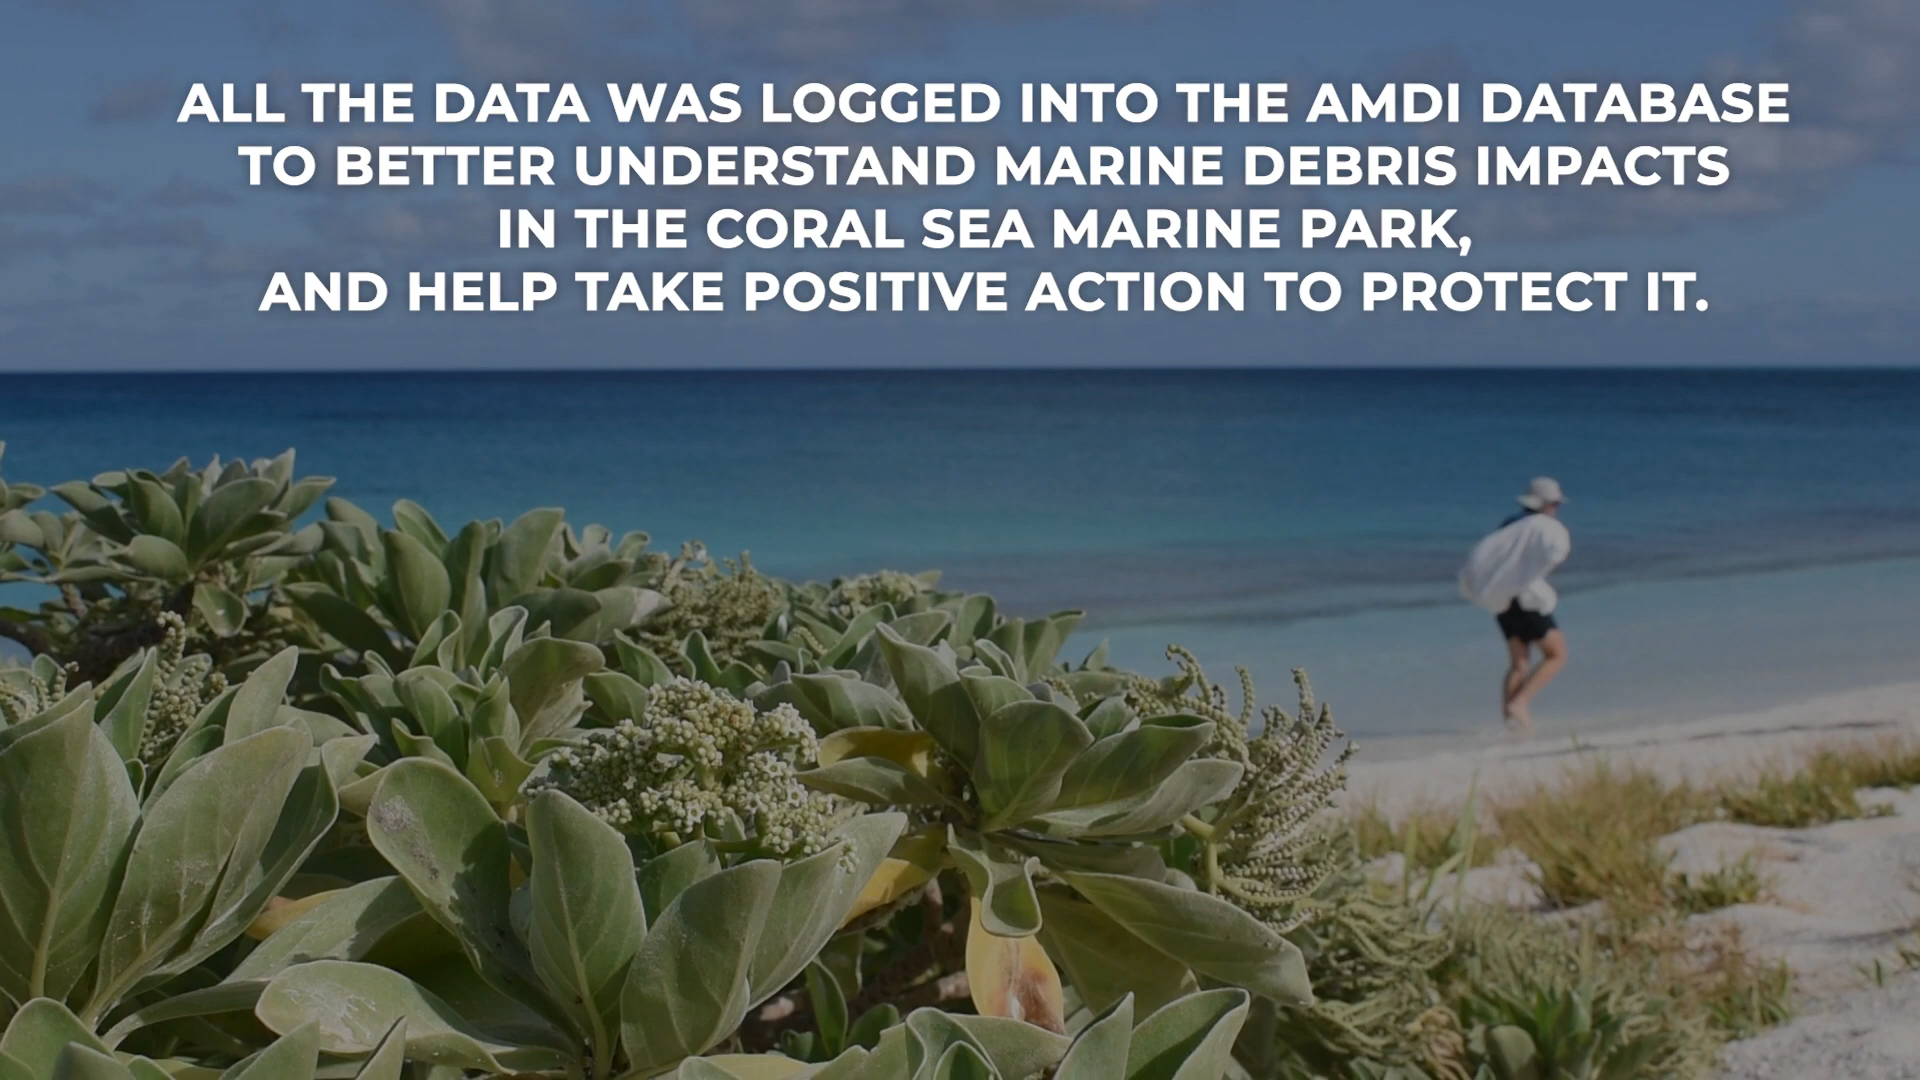 ALL THE DATA WAS LOGGED INTO THE AMDI DATABASE
TO BETTER UNDERSTAND MARINE DEBRIS IMPACTS
IN THE CORAL SEA MARINE PARK,
AND HELP TAKE POSITIVE ACTION TO PROTECT IT.